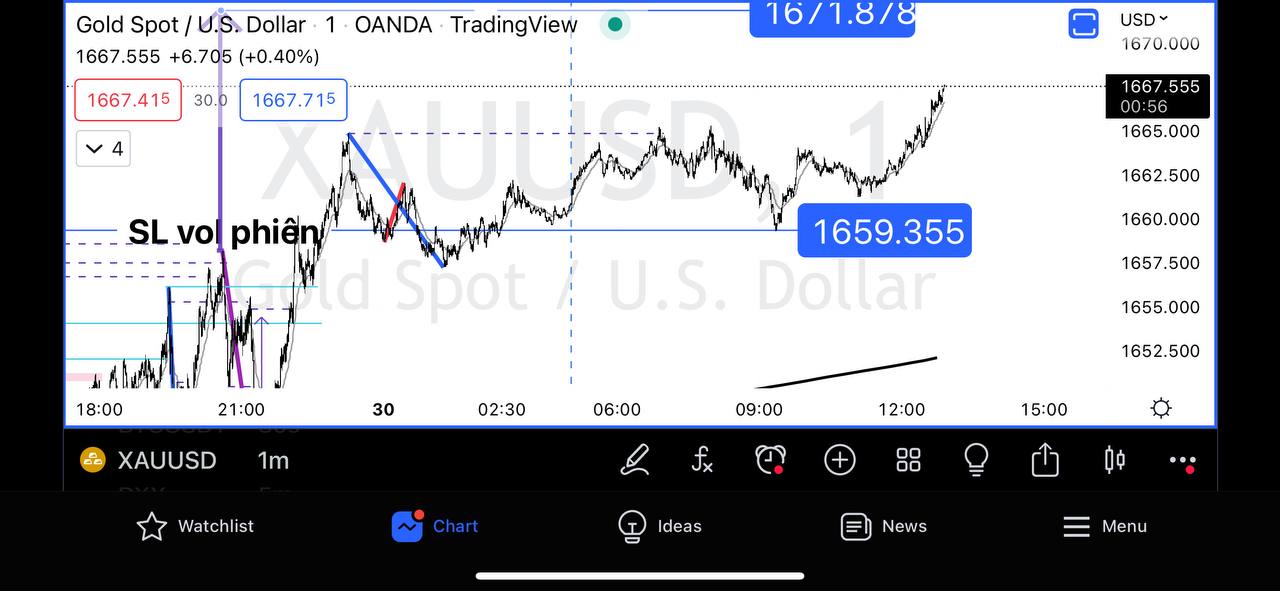 1671.878
Gold Spot / U.S. Dollar · 1 · OANDA · TradingView
USD
1670.000
1667.555 +6.705 (+0.40%)
1667.415 30.0 1667.715
1667.555
00:56
XAUUSD, 1
1665.000
4
1662.500
1660.000
SL vol phiên
1659.355
1657.500
Gold Spot / U.S. Dollar
1655.000
1652.500
18:00 21:00 30 02:30 06:00 09:00 12:00 15:00
XAUUSD 1m
Watchlist Chart Ideas News Menu